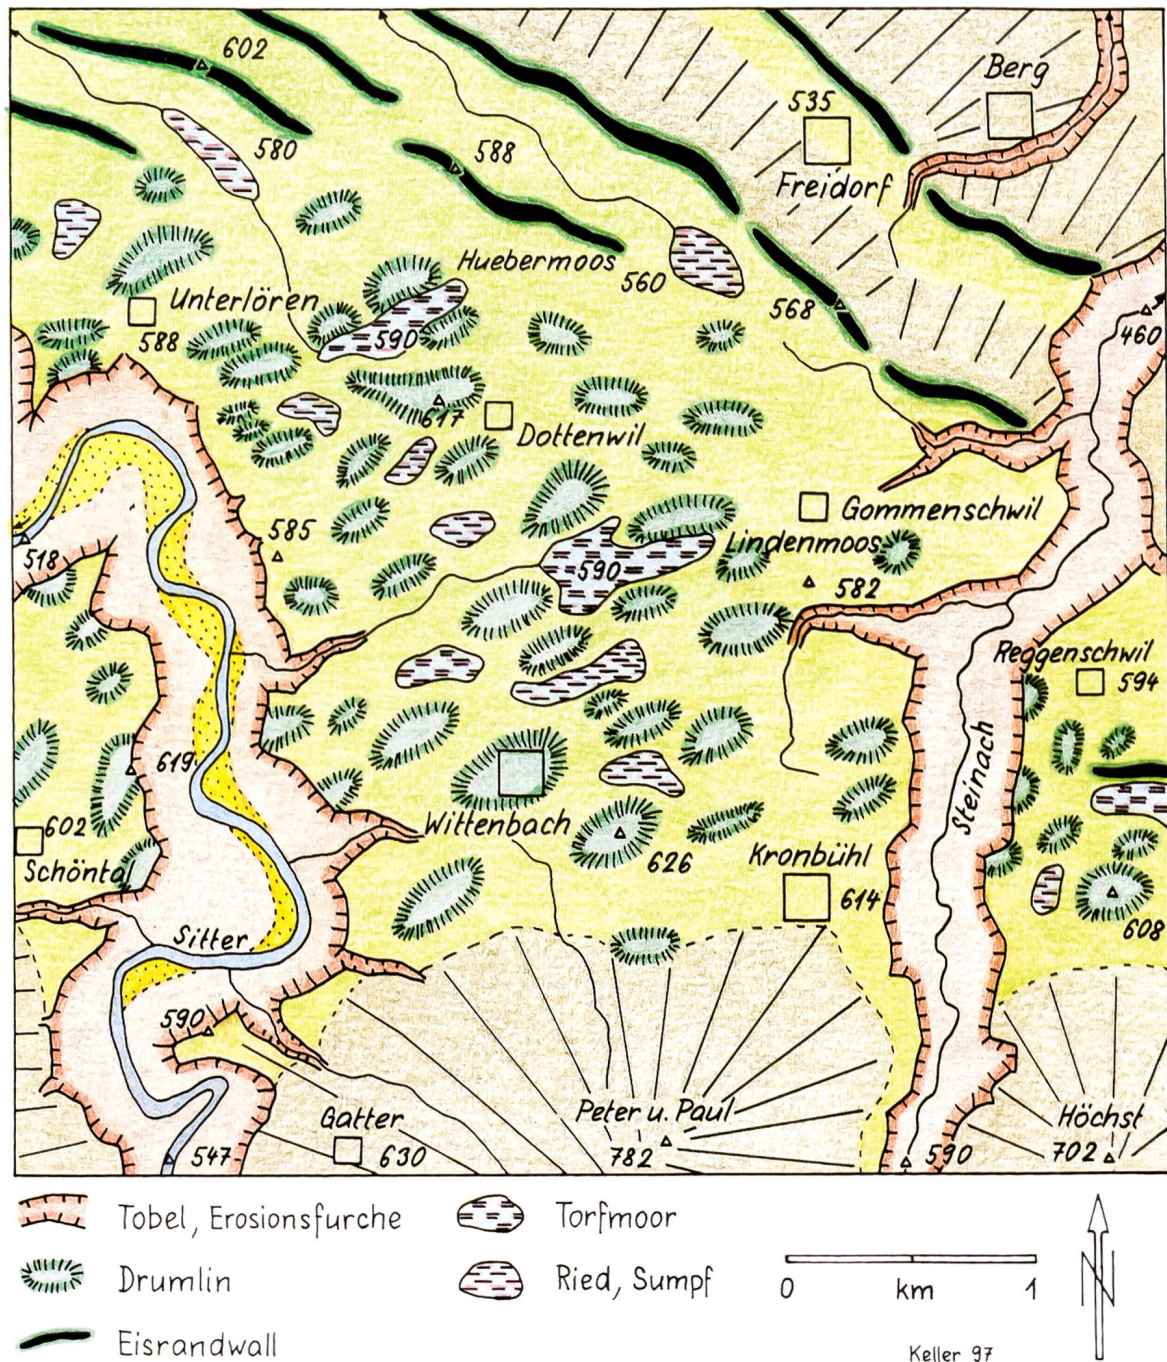 602
Berg
535
580
588
Freidorf
Huebermoos
560
Unterlören
568
588
590
460
617
Dottenwil
Gommenschwil
585
Lindenmoos
518
590
582
Reggenschwil
594
619
Steinach
602
Wittenbach
Kronbühl
Schöntal
626
614
Sitter
608
590
Gatter
Peter u. Paul
Höchst
547
630
782
590
702
Tobel, Erosionsfurche
Torfmoor
Drumlin
Ried, Sumpf
0 km 1
N
Eisrandwall
Keller 97